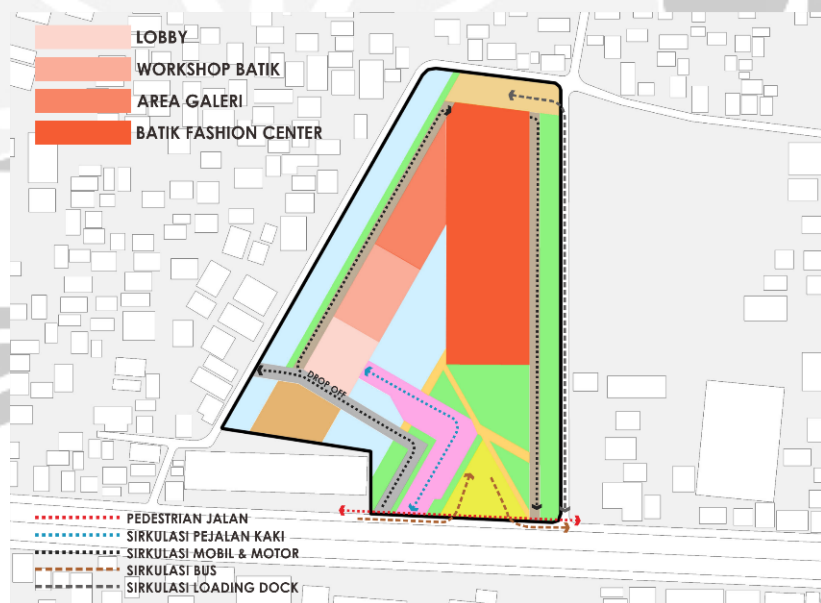 LOBBY
WORKSHOP BATIK
AREA GALERI
BATIK FASHION CENTER
DROP OFF
PEDESTRIAN JALAN
SIRKULASI PEJALAN KAKI
SIRKULASI MOBIL & MOTOR
SIRKULASI BUS
SIRKULASI LOADING DOCK